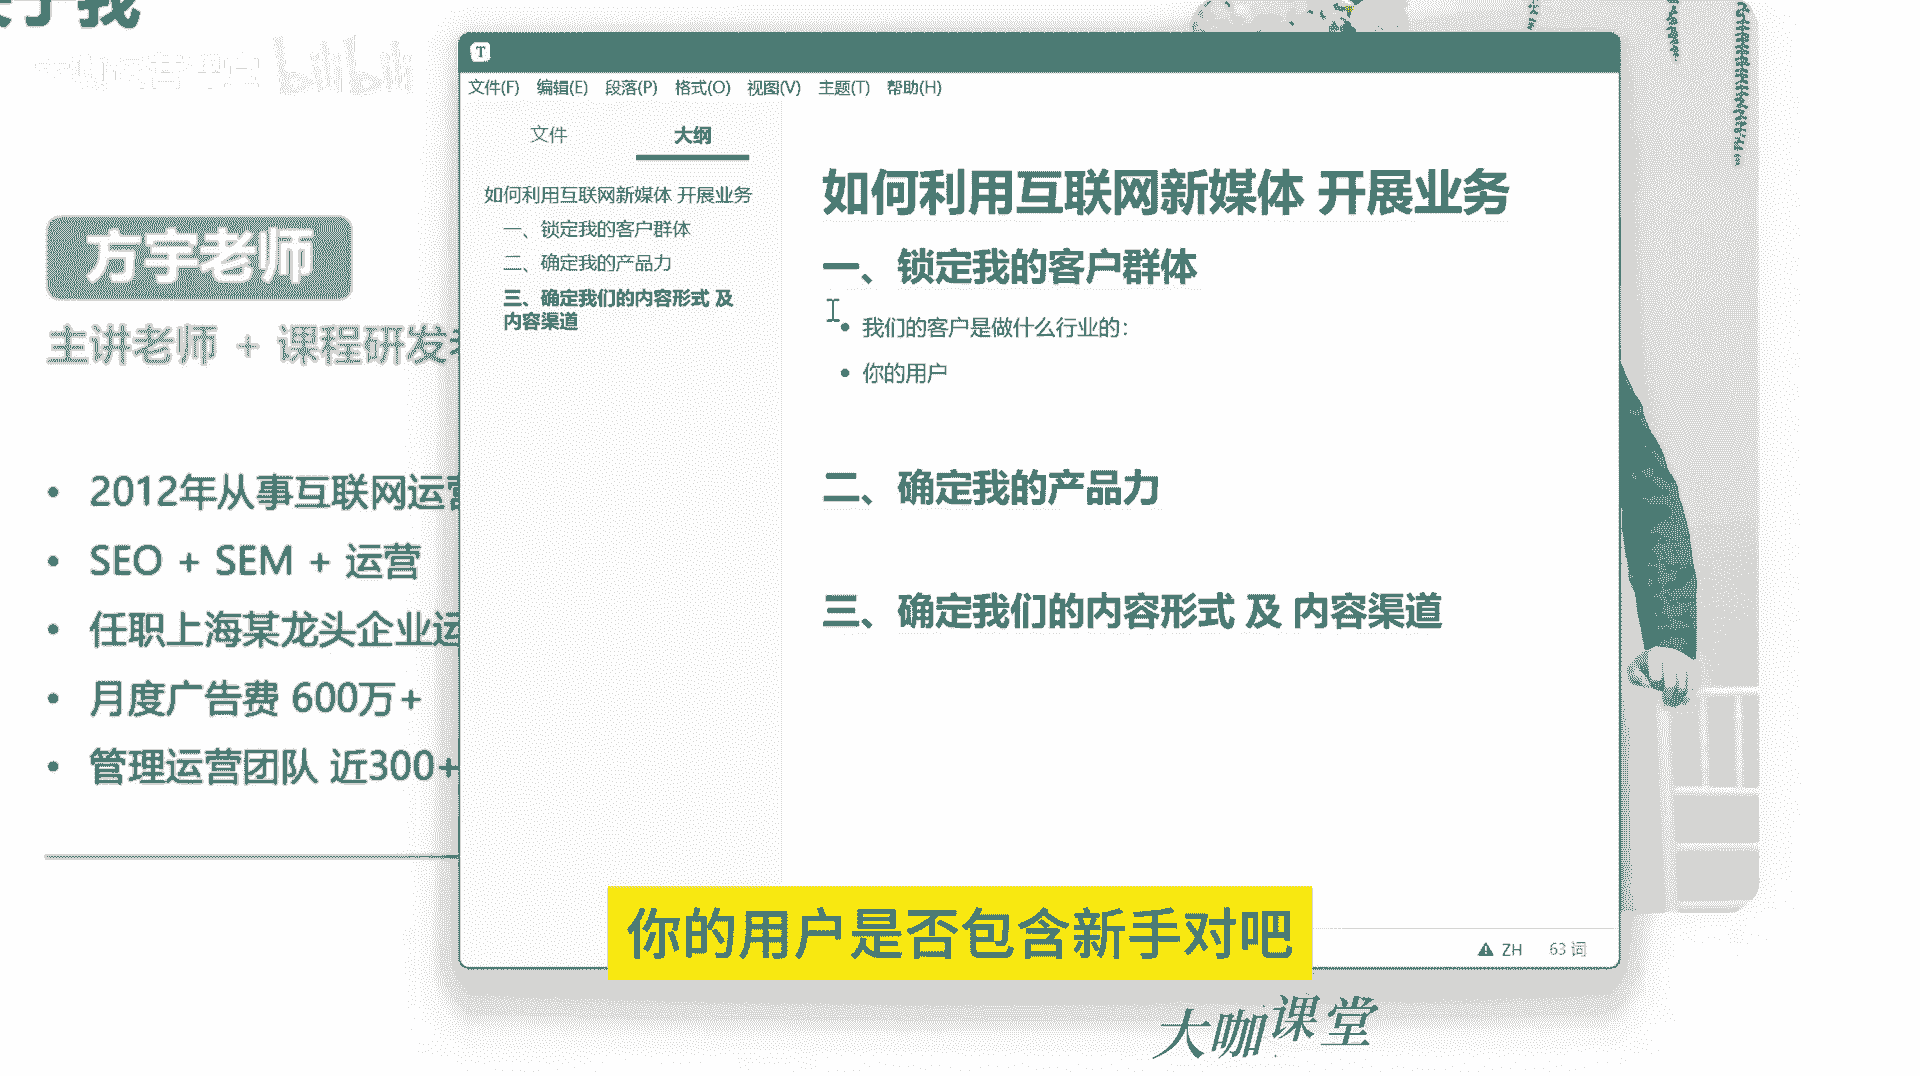 bilibili
方宇老师
主讲老师 + 课程研发
2012年从事互联网运营
SEO + SEM + 运营
任职上海某龙头企业运
月度广告费 600万+
管理运营团队 近300+
T
文件(F) 编辑(E) 段落(P) 格式(O) 视图(V) 主题(T) 帮助(H)
文件 大纲
如何利用互联网新媒体 开展业务
一、锁定我的客户群体
二、确定我的产品力
三、确定我们的内容形式 及
内容渠道
如何利用互联网新媒体 开展业务
一、锁定我的客户群体
我们的客户是做什么行业的：
你的用户
二、确定我的产品力
三、确定我们的内容形式 及 内容渠道
ZH 63 词
你的用户是否包含新手对吧
大咖课堂